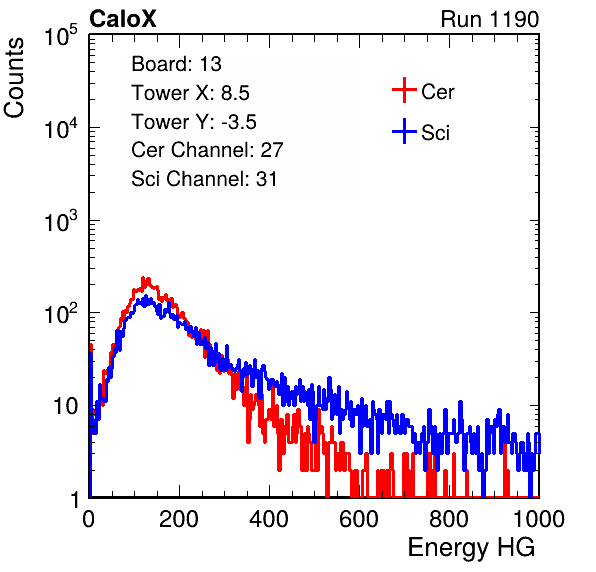 CaloX Run 1190
Counts
Board: 13
Tower X: 8.5
Tower Y: -3.5
Cer Channel: 27
Sci Channel: 31
Cer
Sci
10^5
10^4
10^3
10^2
10
1
0 200 400 600 800 1000
Energy HG